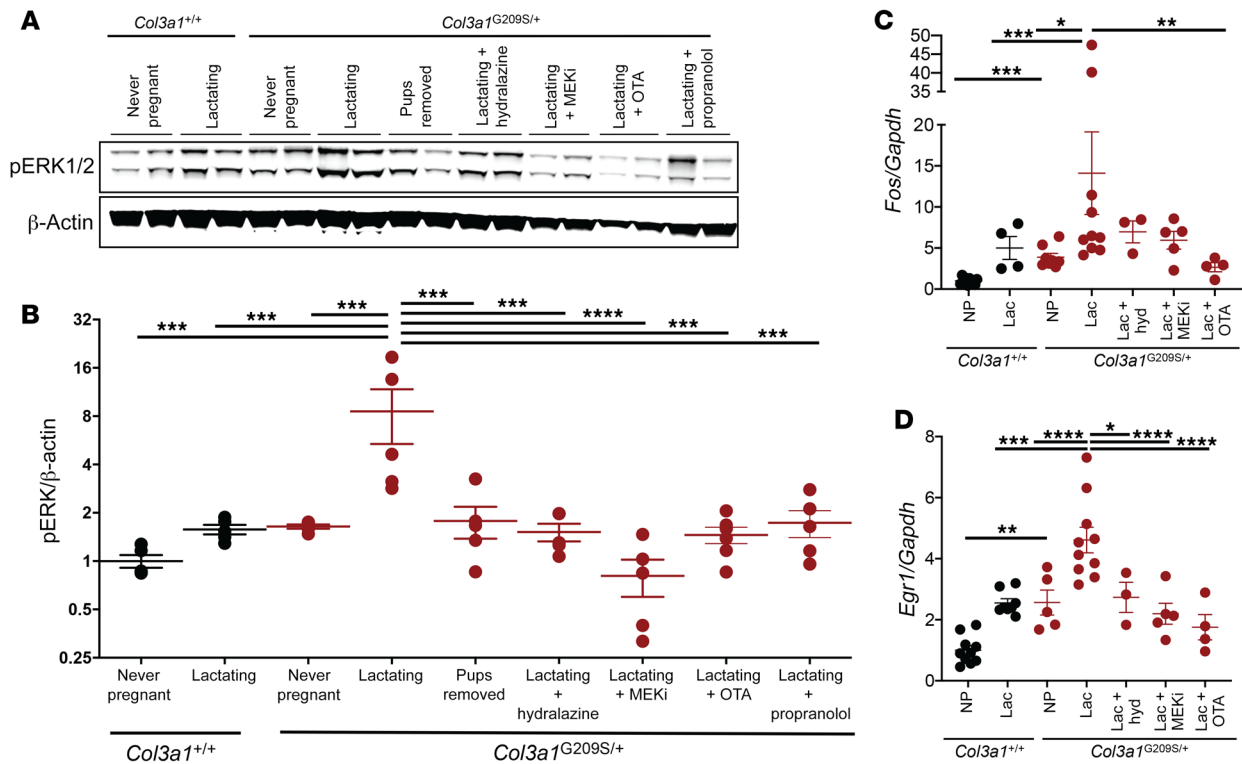 A
Col3a1+/+
Col3a1G209S/+
Never
pregnant
Lactating
Never
pregnant
Lactating
Pups
removed
Lactating +
hydralazine
Lactating
+ MEKi
Lactating
+ OTA
Lactating +
propranolol
pERK1/2
β-Actin
B
***
***
***
***
***
****
***
***
32
16
8
4
2
1
0.5
0.25
pERK/β-actin
Never
pregnant
Lactating
Never
pregnant
Lactating
Pups
removed
Lactating
+
hydralazine
Lactating
+ MEKi
Lactating
+ OTA
Lactating
+
propranolol
Col3a1+/+
Col3a1G209S/+
C
*
**
***
***
50
45
40
35
30
25
20
15
10
5
0
Fos/Gapdh
NP
Lac
NP
Lac
Lac +
hyd
Lac +
MEKi
Lac +
OTA
Col3a1+/+
Col3a1G209S/+
D
***
****
*
****
****
**
8
6
4
2
0
Egr1/Gapdh
NP
Lac
NP
Lac
Lac +
hyd
Lac +
MEKi
Lac +
OTA
Col3a1+/+
Col3a1G209S/+